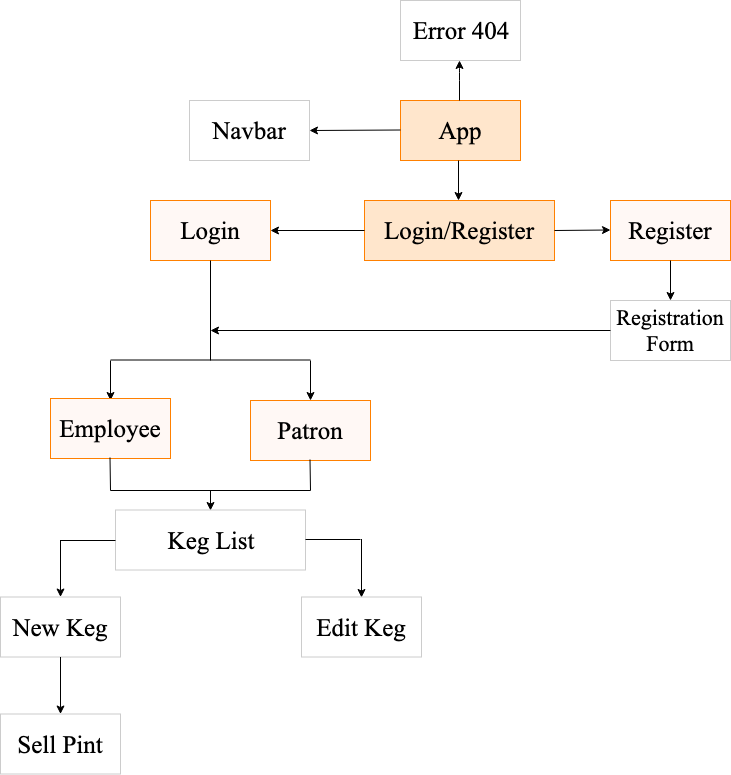 Error 404
Navbar
App
Login
Login/Register
Register
Registration
Form
Employee
Patron
Keg List
New Keg
Edit Keg
Sell Pint